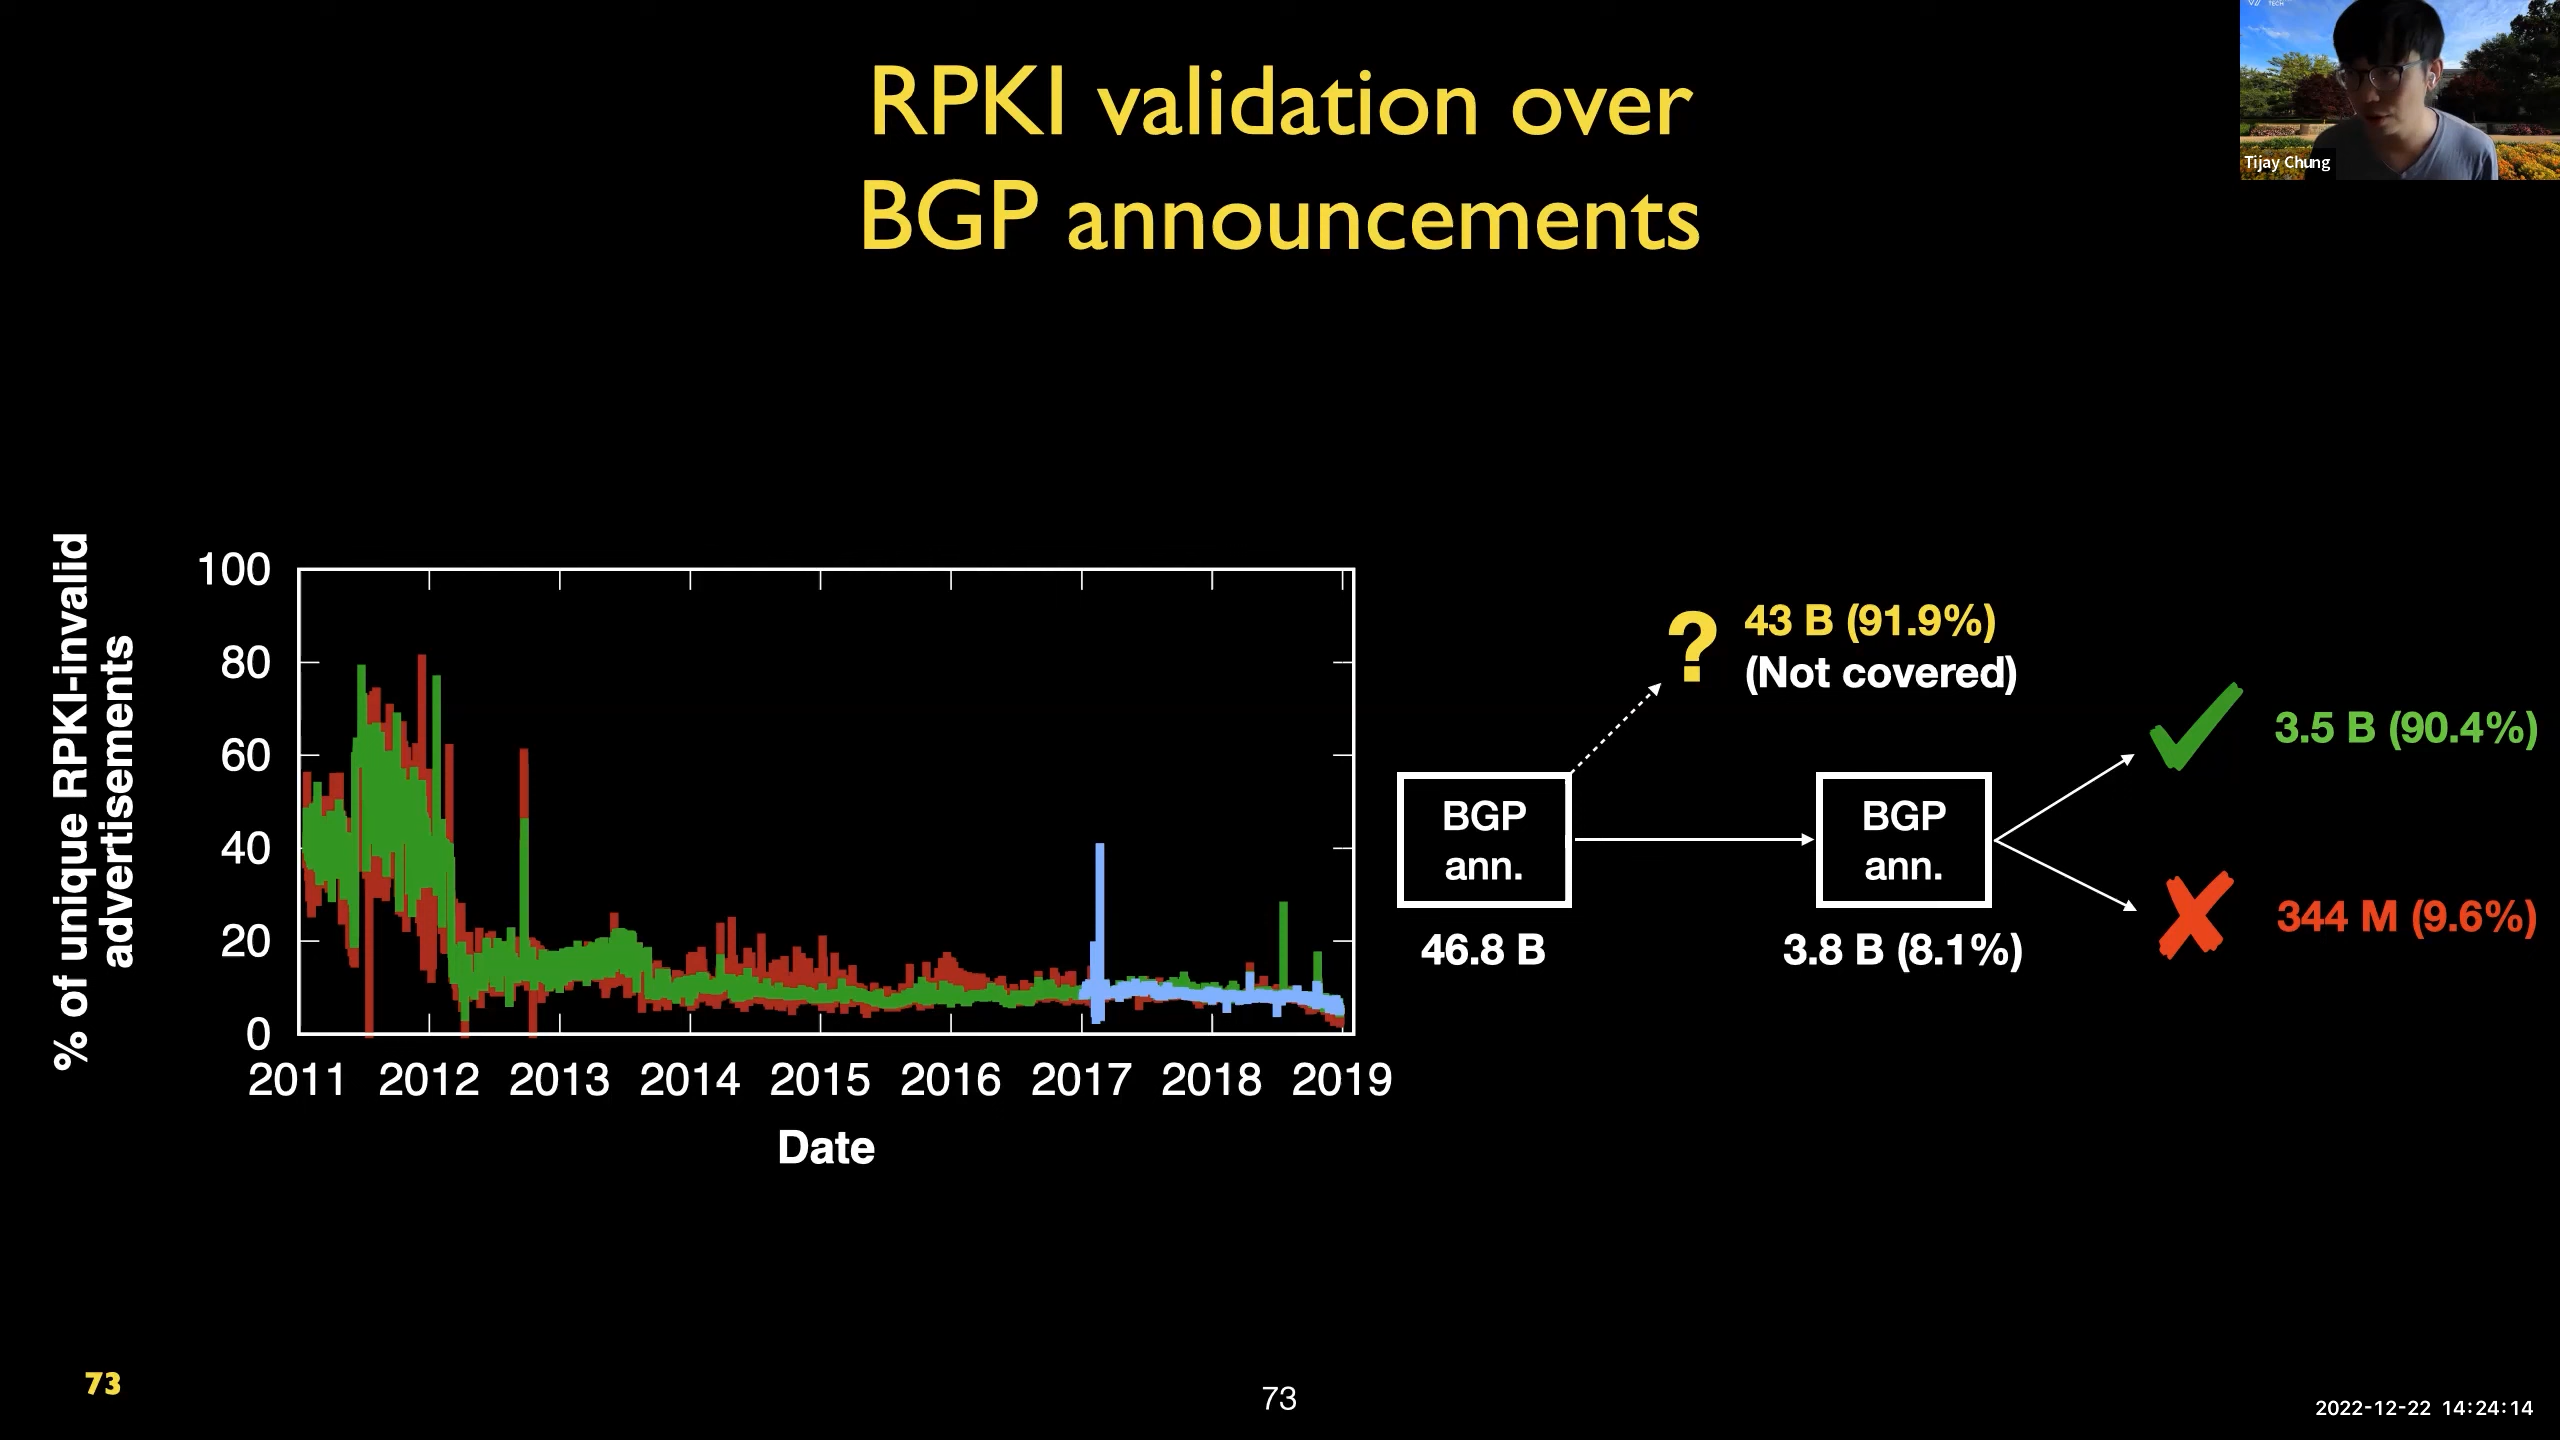 RPKI validation over
BGP announcements
TECH
Tijay Chung
% of unique RPKI-invalid
advertisements
100
80
60
40
20
0
2011 2012 2013 2014 2015 2016 2017 2018 2019
Date
? 43 B (91.9%)
(Not covered)
BGP
ann.
46.8 B
BGP
ann.
3.8 B (8.1%)
3.5 B (90.4%)
344 M (9.6%)
73
73
2022-12-22 14:24:14